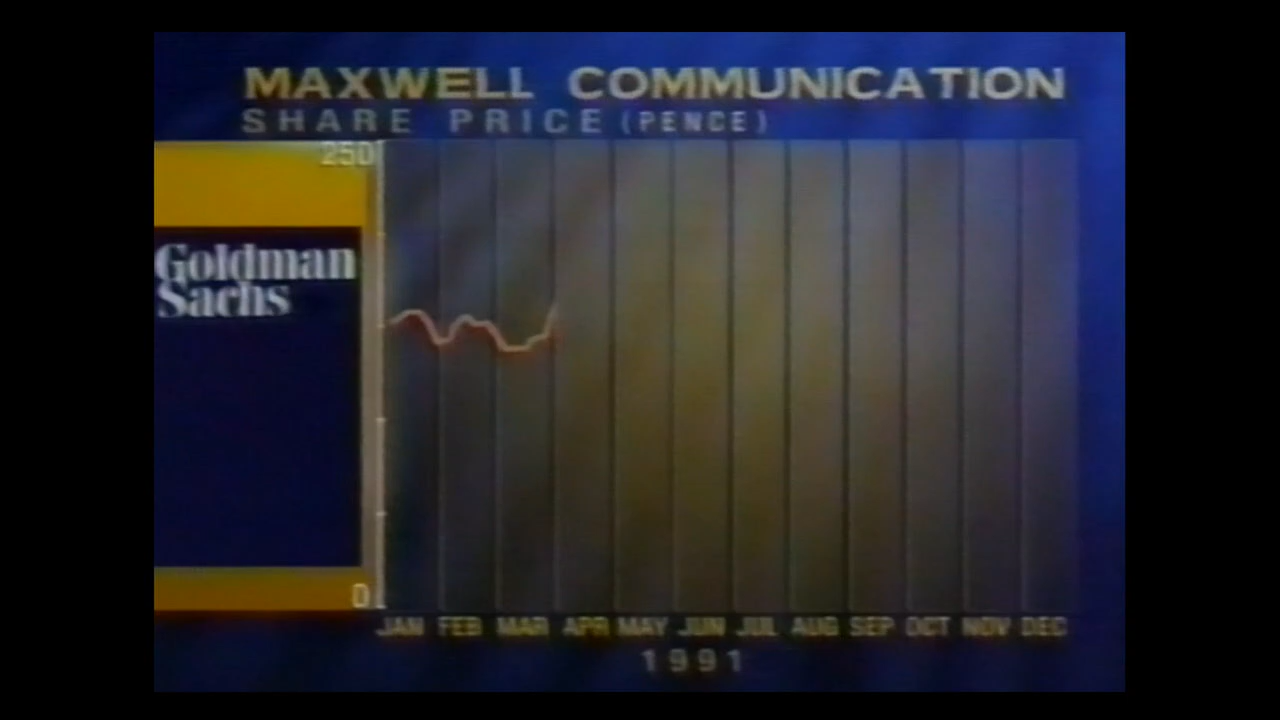 MAXWELL COMMUNICATION
SHARE PRICE (PENCE)
250
Goldman
Sachs
0
JAN FEB MAR APR MAY JUN JUL AUG SEP OCT NOV DEC
1991